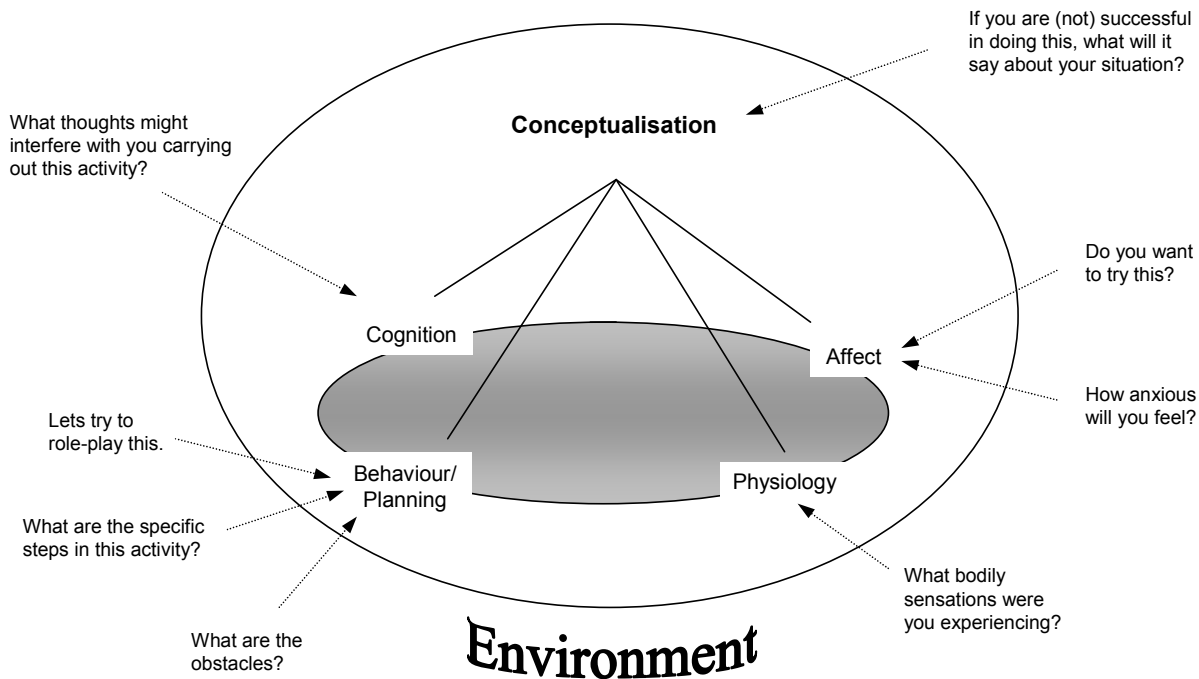 If you are (not) successful
in doing this, what will it
say about your situation?
Conceptualisation
What thoughts might
interfere with you carrying
out this activity?
Do you want
to try this?
Cognition
Affect
How anxious
will you feel?
Lets try to
role-play this.
Behaviour/
Planning
Physiology
What are the specific
steps in this activity?
What bodily
sensations were
you experiencing?
What are the
obstacles?
Environment